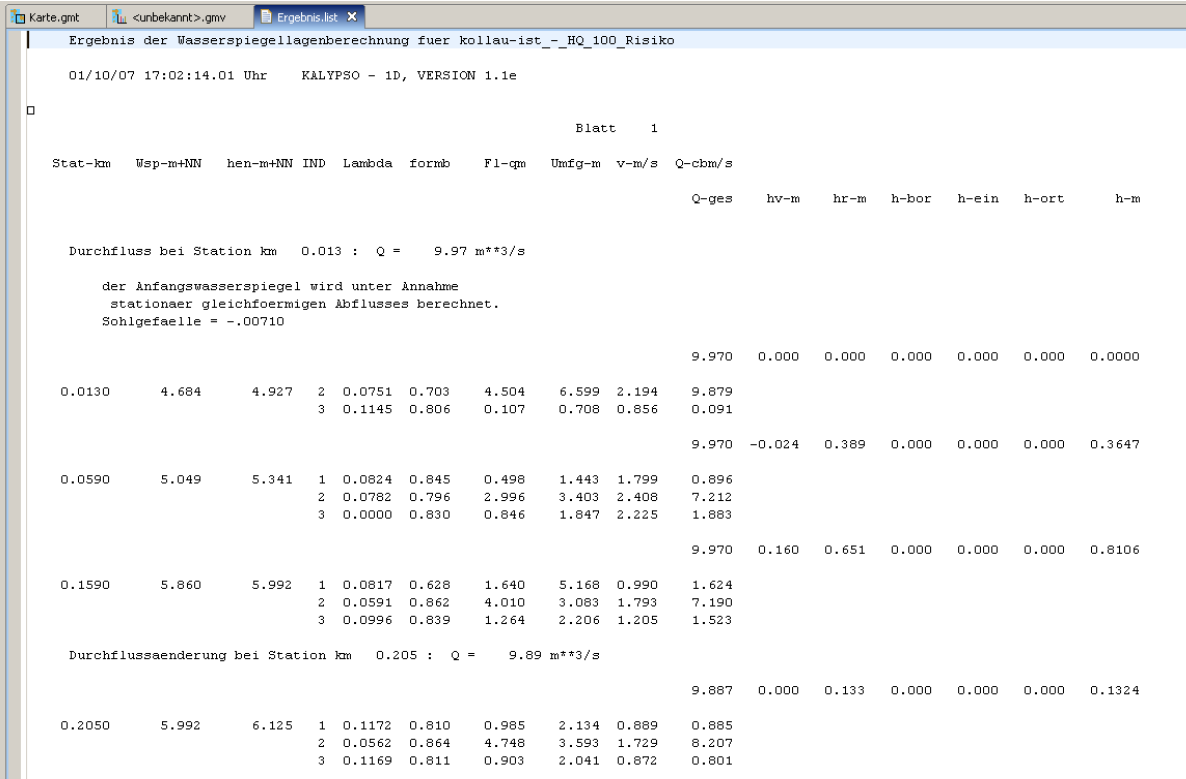 Karte.gmt <unbekannt>.gmv Ergebnis.list
Ergebnis der Wasserspiegellagenberechnung fuer kollau-ist_-_HQ_100_Risiko
01/10/07 17:02:14.01 Uhr KALYPSO - 1D, VERSION 1.1e
Blatt 1
Stat-km Wsp-m+NN hen-m+NN IND Lambda formb Fl-qm Umfg-m v-m/s Q-cbm/s
Q-ges hv-m hr-m h-bor h-ein h-ort h-m
Durchfluss bei Station km 0.013 : Q = 9.97 m**3/s
der Anfangswasserspiegel wird unter Annahme
stationaer gleichfoermigen Abflusses berechnet.
Sohlgefaelle = -.00710
9.970 0.000 0.000 0.000 0.000 0.000 0.0000
0.0130 4.684 4.927 2 0.0751 0.703 4.504 6.599 2.194 9.879
3 0.1145 0.806 0.107 0.708 0.856 0.091
9.970 -0.024 0.389 0.000 0.000 0.000 0.3647
0.0590 5.049 5.341 1 0.0824 0.845 0.498 1.443 1.799 0.896
2 0.0782 0.796 2.996 3.403 2.408 7.212
3 0.0000 0.830 0.846 1.847 2.225 1.883
9.970 0.160 0.651 0.000 0.000 0.000 0.8106
0.1590 5.860 5.992 1 0.0817 0.628 1.640 5.168 0.990 1.624
2 0.0591 0.862 4.010 3.083 1.793 7.190
3 0.0996 0.839 1.264 2.206 1.205 1.523
Durchflussaenderung bei Station km 0.205 : Q = 9.89 m**3/s
9.887 0.000 0.133 0.000 0.000 0.000 0.1324
0.2050 5.992 6.125 1 0.1172 0.810 0.985 2.134 0.889 0.885
2 0.0562 0.864 4.748 3.593 1.729 8.207
3 0.1169 0.811 0.903 2.041 0.872 0.801